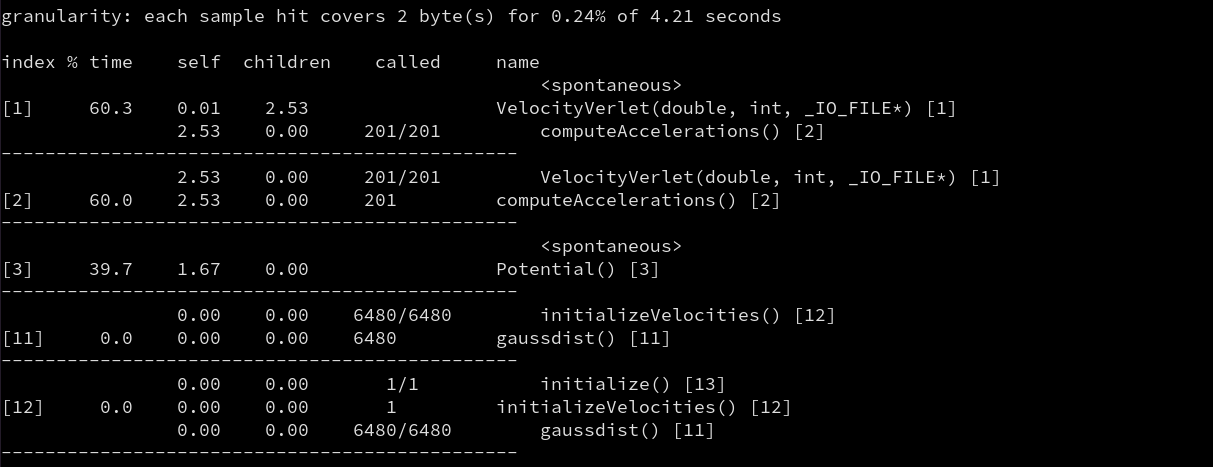 granularity: each sample hit covers 2 byte(s) for 0.24% of 4.21 seconds

index % time    self  children    called     name
                                                 <spontaneous>
[1]     60.3    0.01    2.53                 VelocityVerlet(double, int, _IO_FILE*) [1]
                2.53    0.00     201/201         computeAccelerations() [2]
-----------------------------------------------
                2.53    0.00     201/201         VelocityVerlet(double, int, _IO_FILE*) [1]
[2]     60.0    2.53    0.00     201         computeAccelerations() [2]
-----------------------------------------------
                                                 <spontaneous>
[3]     39.7    1.67    0.00                 Potential() [3]
-----------------------------------------------
                0.00    0.00    6480/6480        initializeVelocities() [12]
[11]     0.0    0.00    0.00    6480         gaussdist() [11]
-----------------------------------------------
                0.00    0.00       1/1           initialize() [13]
[12]     0.0    0.00    0.00       1         initializeVelocities() [12]
                0.00    0.00    6480/6480        gaussdist() [11]
-----------------------------------------------